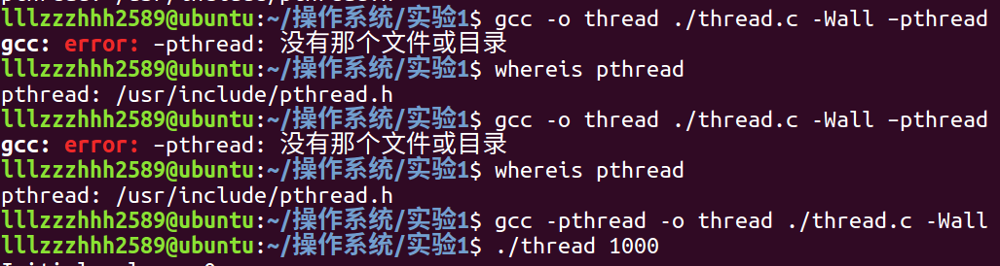 lllzzzhhh2589@ubuntu:~/操作系统/实验1$ gcc -o thread ./thread.c -Wall –pthread
gcc: error: –pthread: 没有那个文件或目录
lllzzzhhh2589@ubuntu:~/操作系统/实验1$ whereis pthread
pthread: /usr/include/pthread.h
lllzzzhhh2589@ubuntu:~/操作系统/实验1$ gcc -o thread ./thread.c -Wall –pthread
gcc: error: –pthread: 没有那个文件或目录
lllzzzhhh2589@ubuntu:~/操作系统/实验1$ whereis pthread
pthread: /usr/include/pthread.h
lllzzzhhh2589@ubuntu:~/操作系统/实验1$ gcc -pthread -o thread ./thread.c -Wall
lllzzzhhh2589@ubuntu:~/操作系统/实验1$ ./thread 1000